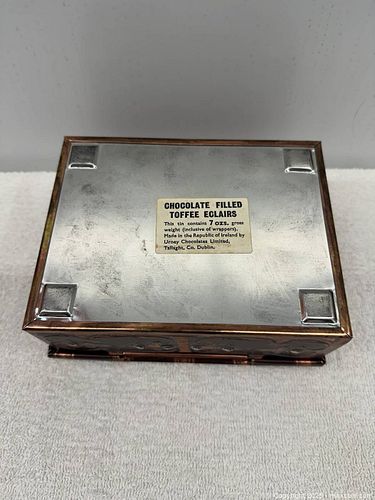 CHOCOLATE FILLED
TOFFEE ECLAIRS
This tin contains 7 ozs. gross
weight (inclusive of wrappers).
Made in the Republic of Ireland by
Urney Chocolates Limited,
Tallaght, Co. Dublin.